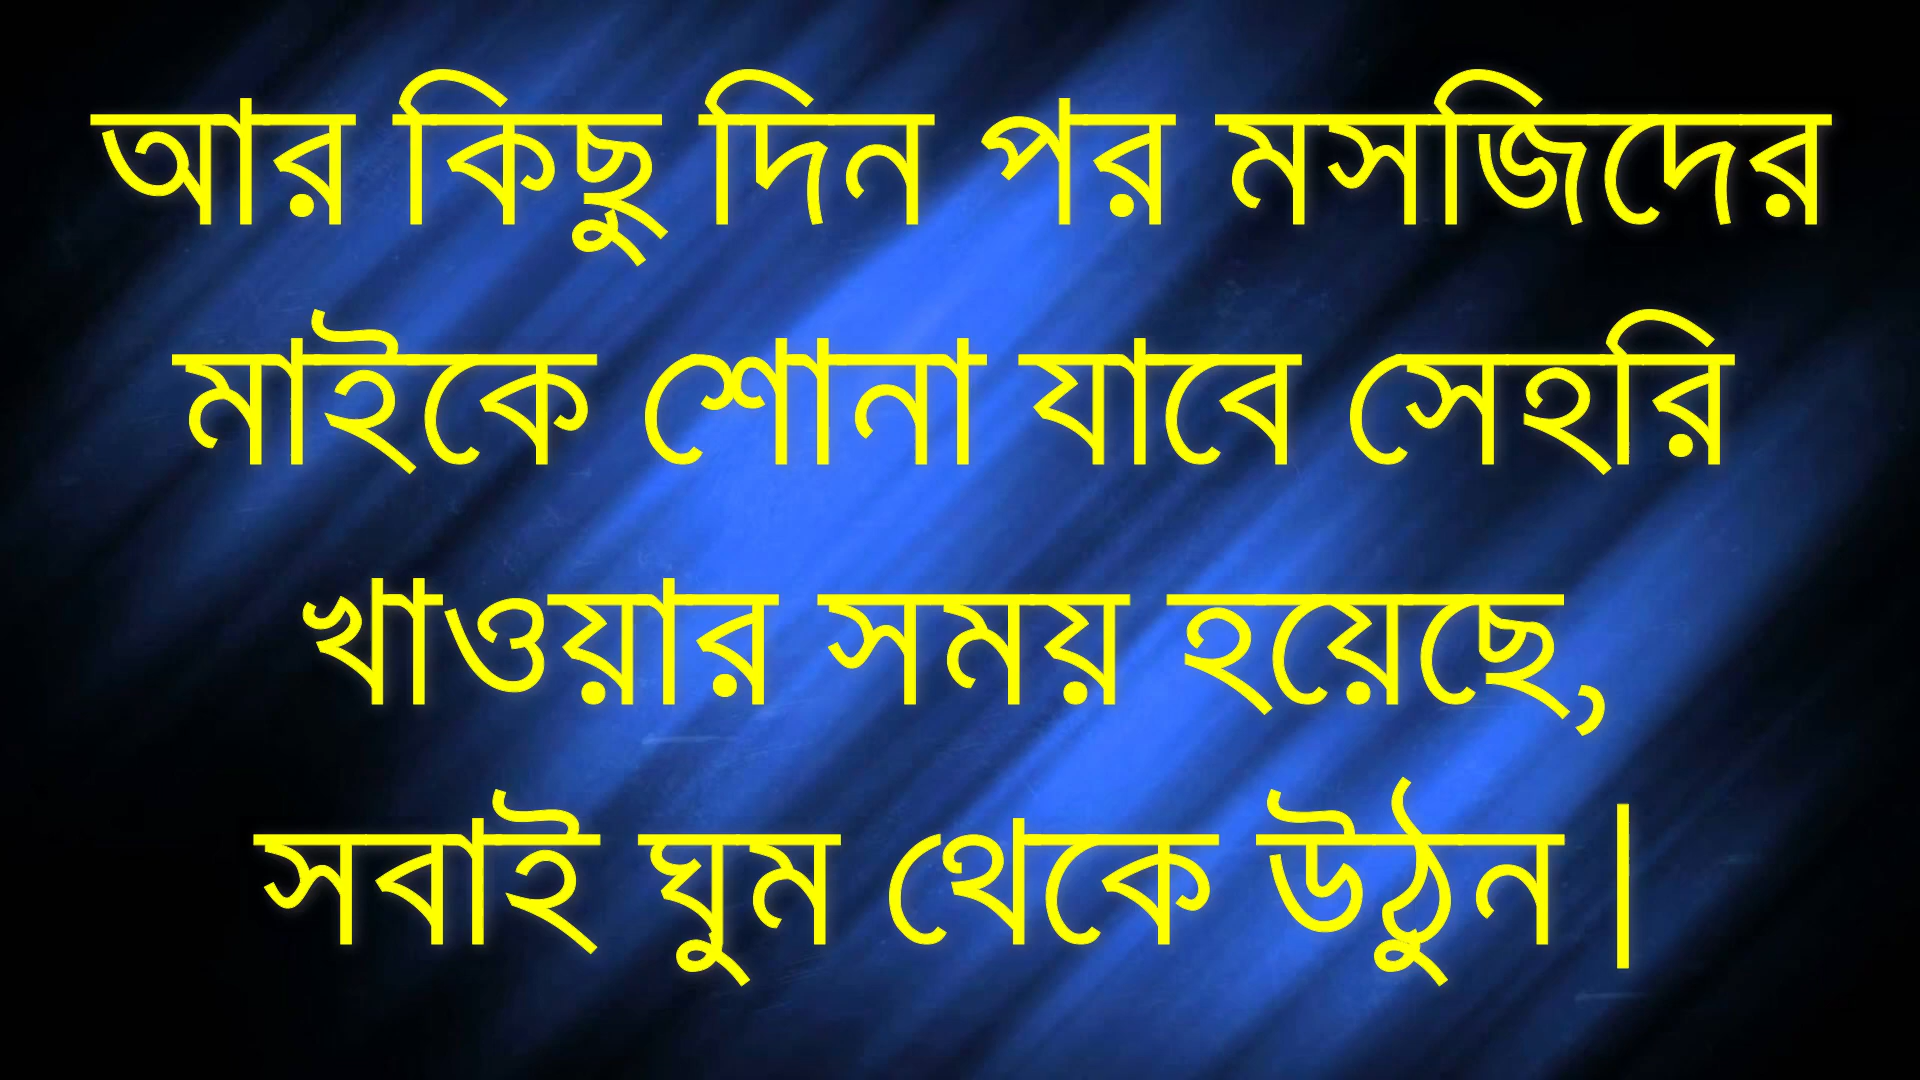 আর কিছু দিন পর মসজিদের
মাইকে শোনা যাবে সেহরি
খাওয়ার সময় হয়েছে,
সবাই ঘুম থেকে উঠুন |